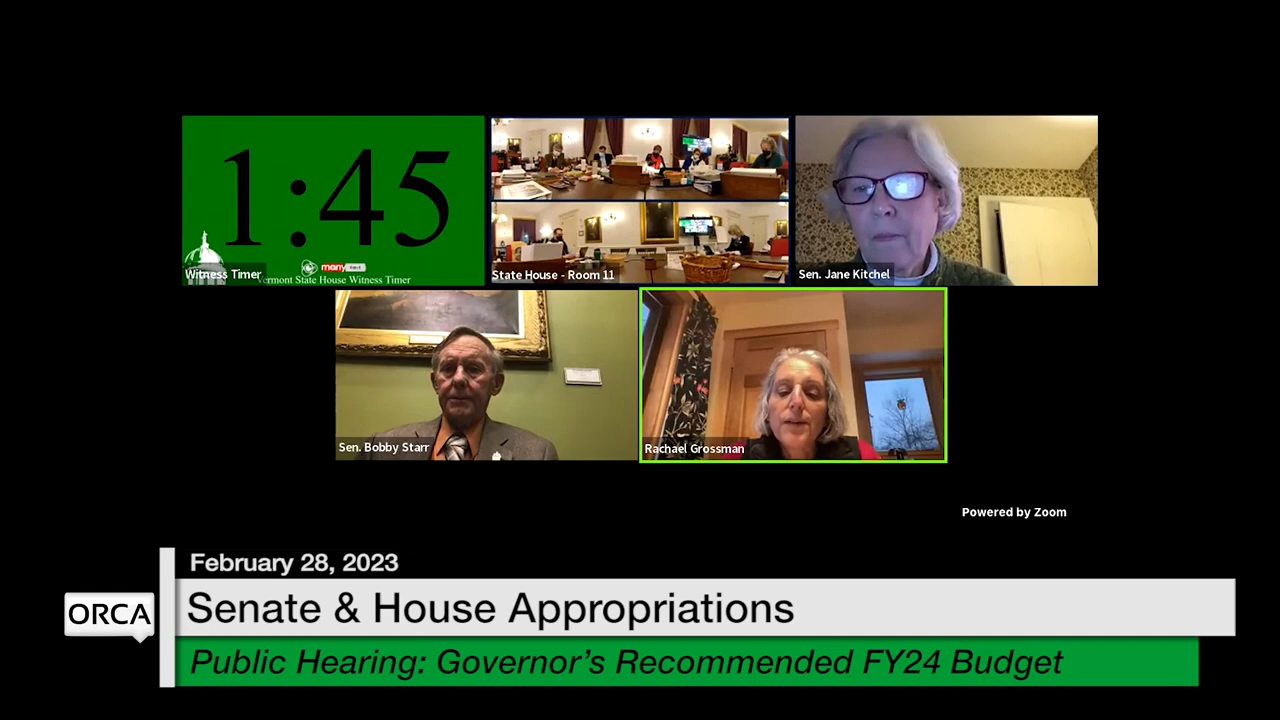 1:45
Witness Timer
many
Vermont State House Witness Timer
State House - Room 11
Sen. Jane Kitchel
Sen. Bobby Starr
Rachael Grossman
Powered by Zoom
February 28, 2023
ORCA
Senate & House Appropriations
Public Hearing: Governor's Recommended FY24 Budget